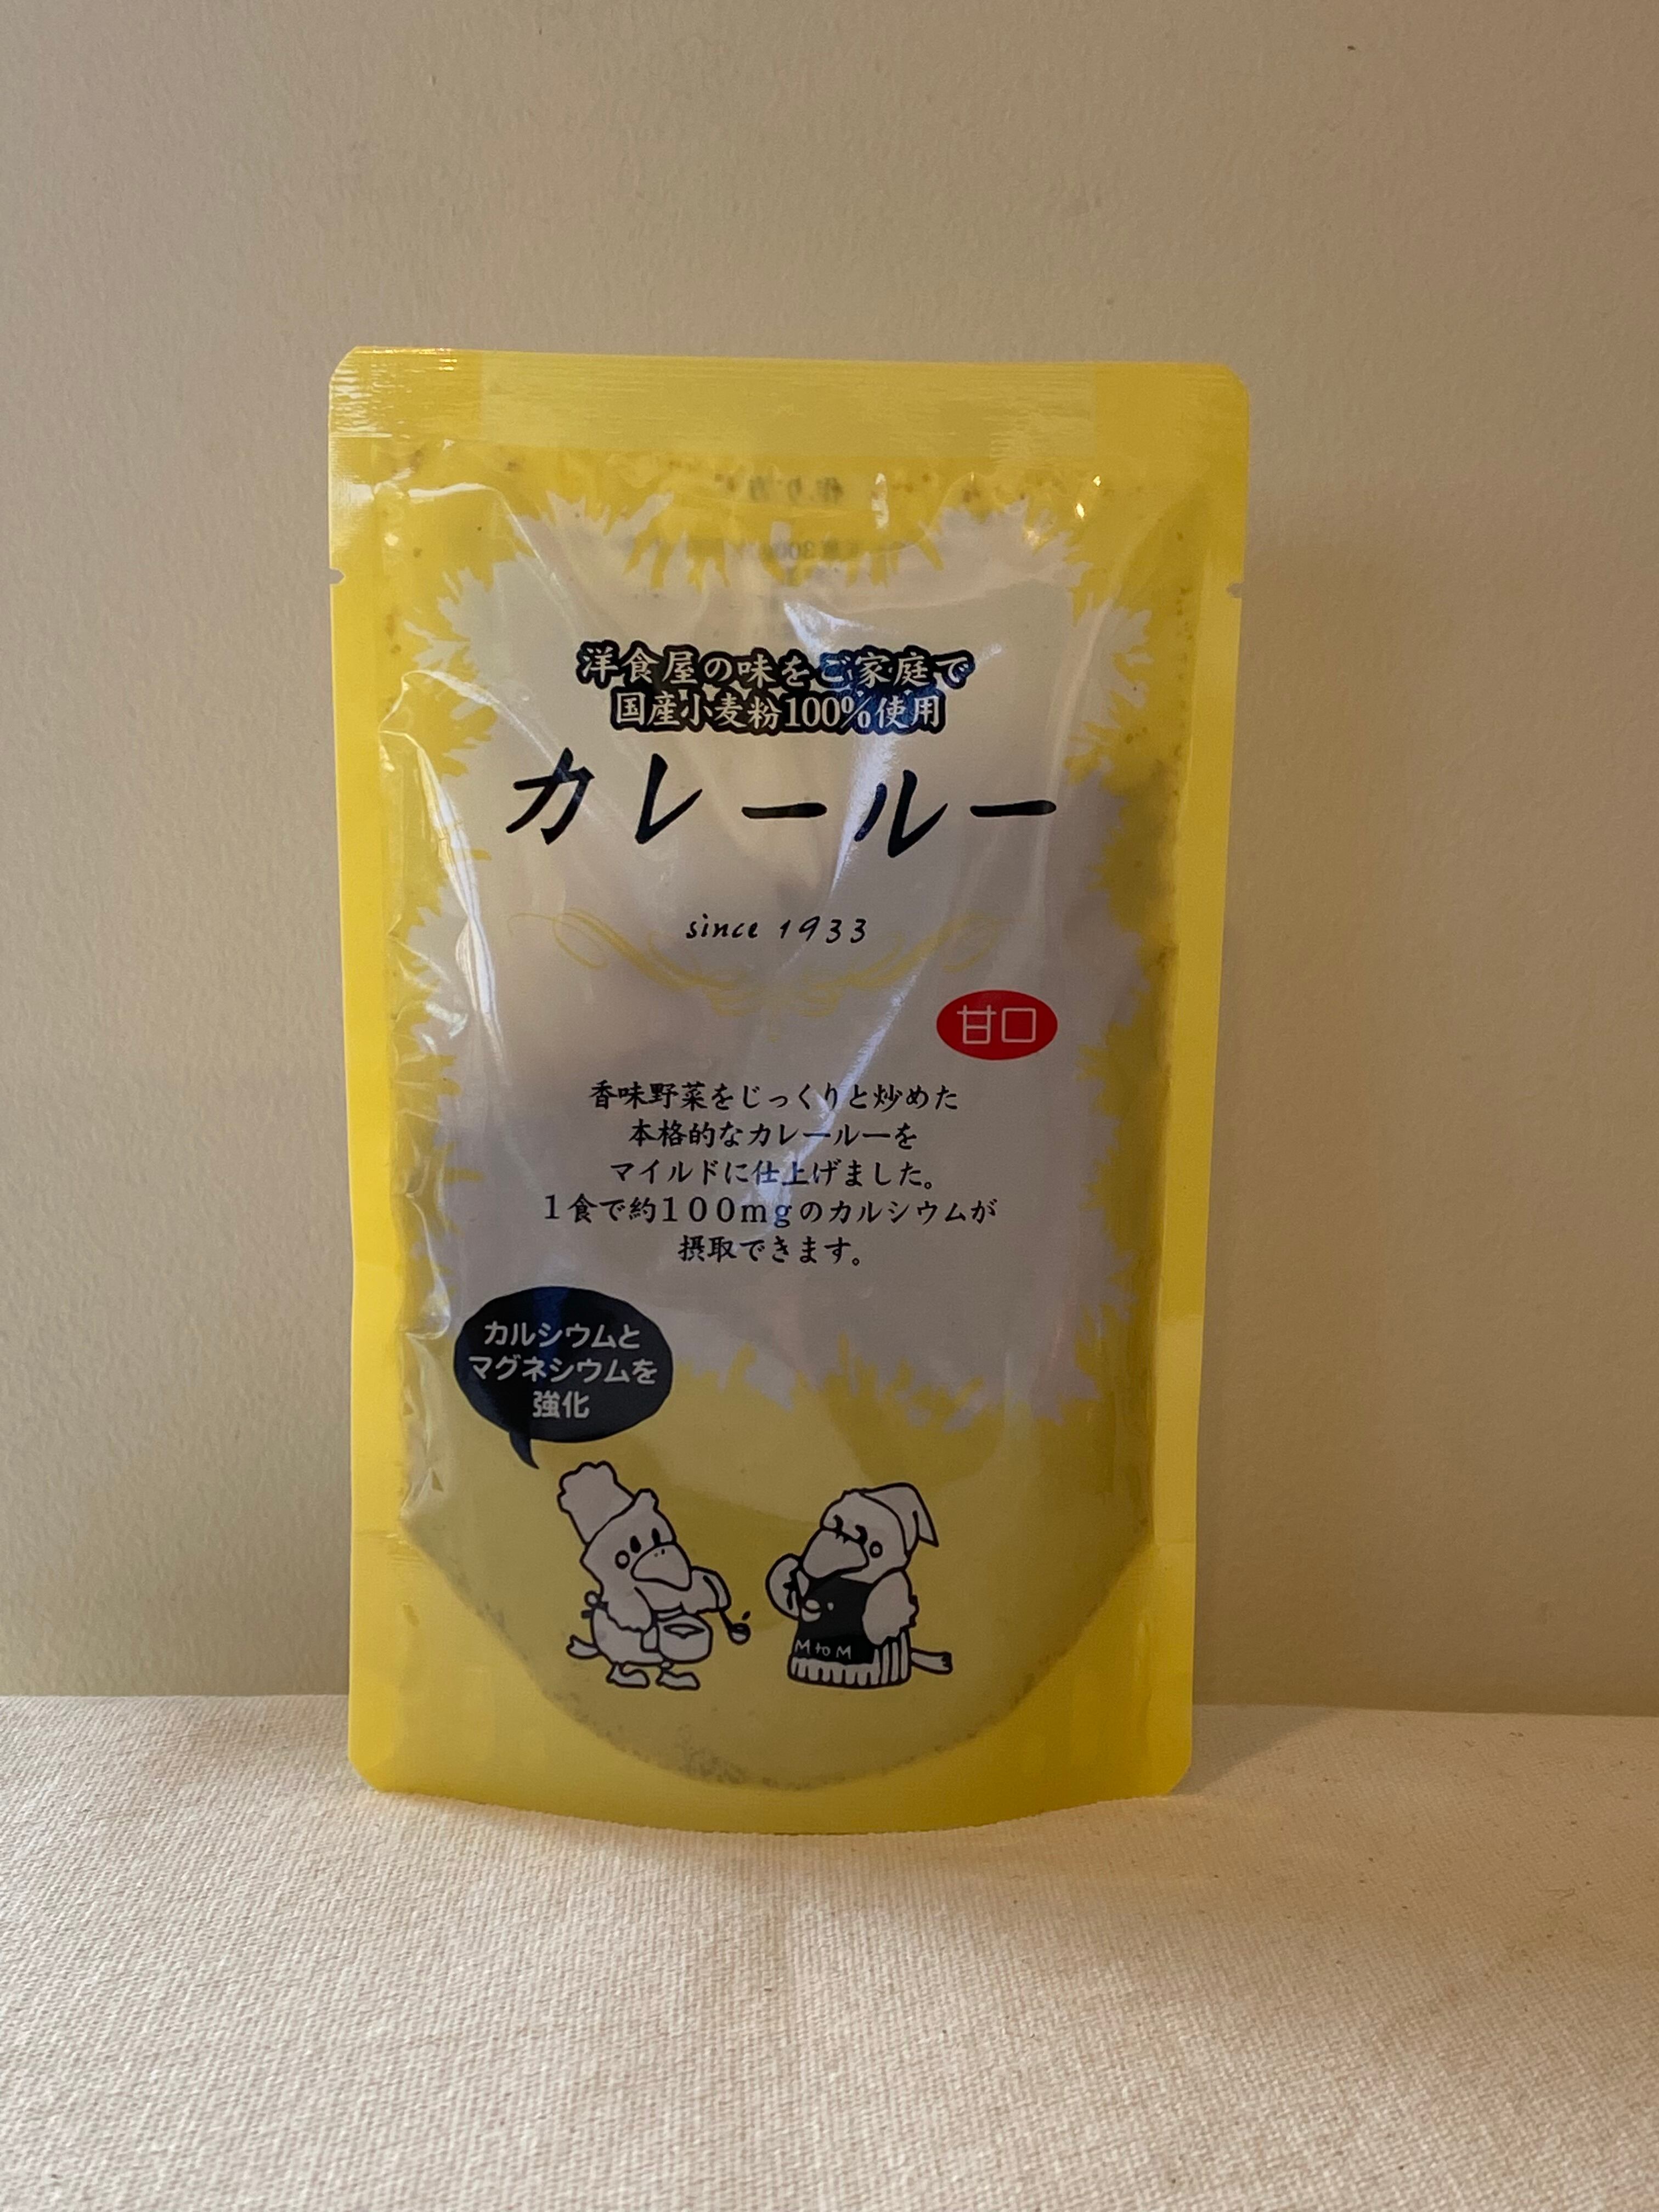 洋食屋の味をご家庭で
国産小麦粉100%使用
カレールー
since 1933
甘口
香味野菜をじっくりと炒めた
本格的なカレールーを
マイルドに仕上げました。
1食で約100mgのカルシウムが
摂取できます。
カルシウムと
マグネシウムを
強化
M to M